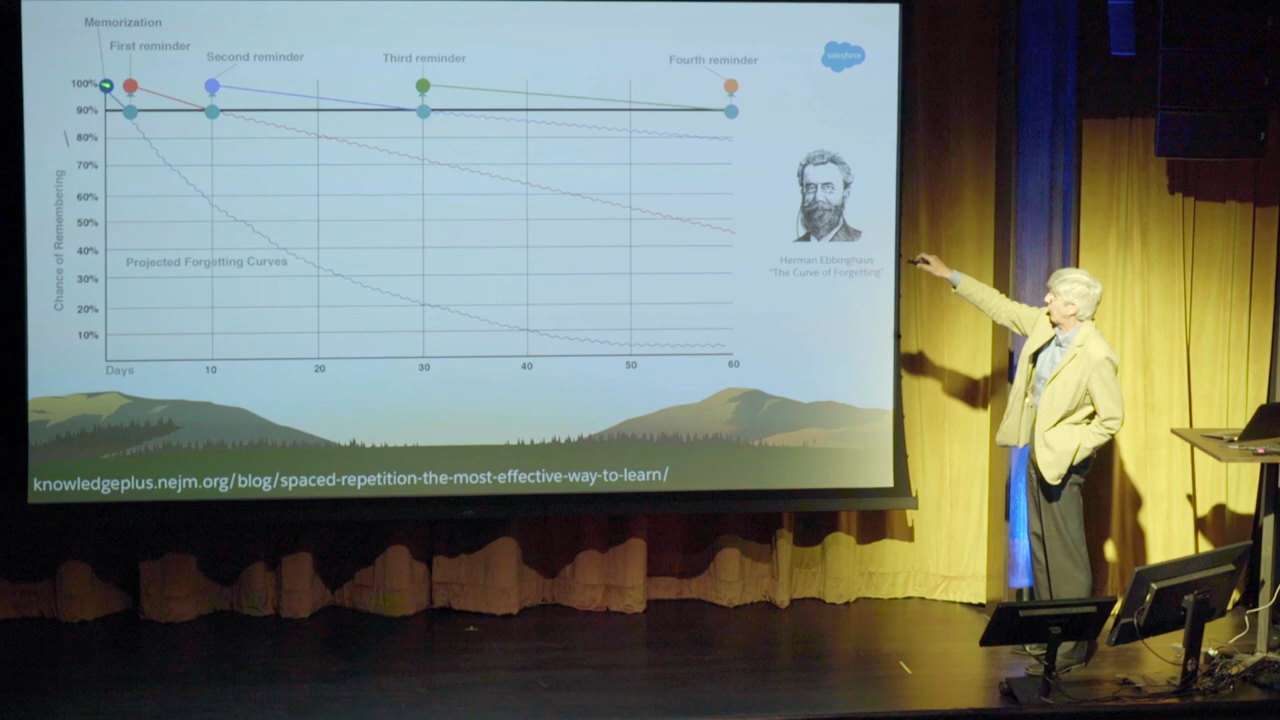 Memorization
First reminder
Second reminder
Third reminder
Fourth reminder
salesforce
100%
90%
80%
70%
60%
50%
40%
30%
20%
10%
Chance of Remembering
Projected Forgetting Curves
Days
10
20
30
40
50
60
Herman Ebbinghaus
"The Curve of Forgetting"
knowledgeplus.nejm.org/blog/spaced-repetition-the-most-effective-way-to-learn/